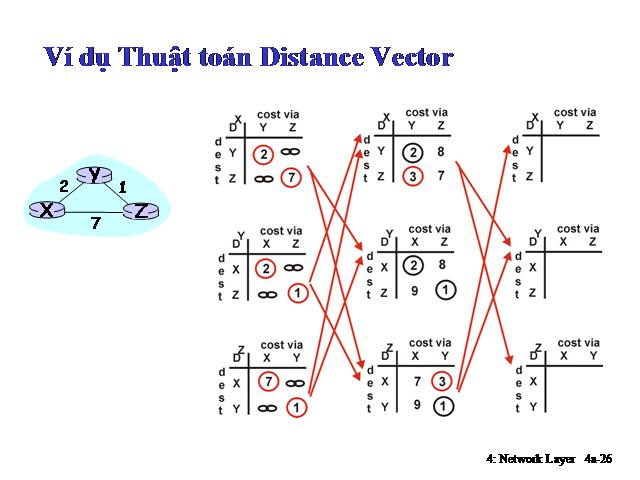 Ví dụ Thuật toán Distance Vector
X
Y
Z
2
1
7
D X cost via
Y Z
dest
Y 2 ∞
Z ∞ 7
D X cost via
Y Z
dest
Y 2 8
Z 3 7
D X cost via
Y Z
dest
Y
Z
D Y cost via
X Z
dest
X 2 ∞
Z ∞ 1
D Y cost via
X Z
dest
X 2 8
Z 9 1
D Y cost via
X Z
dest
X
Z
D Z cost via
X Y
dest
X 7 ∞
Y ∞ 1
D Z cost via
X Y
dest
X 7 3
Y 9 1
D Z cost via
X Y
dest
X
Y
4: Network Layer 4a-26